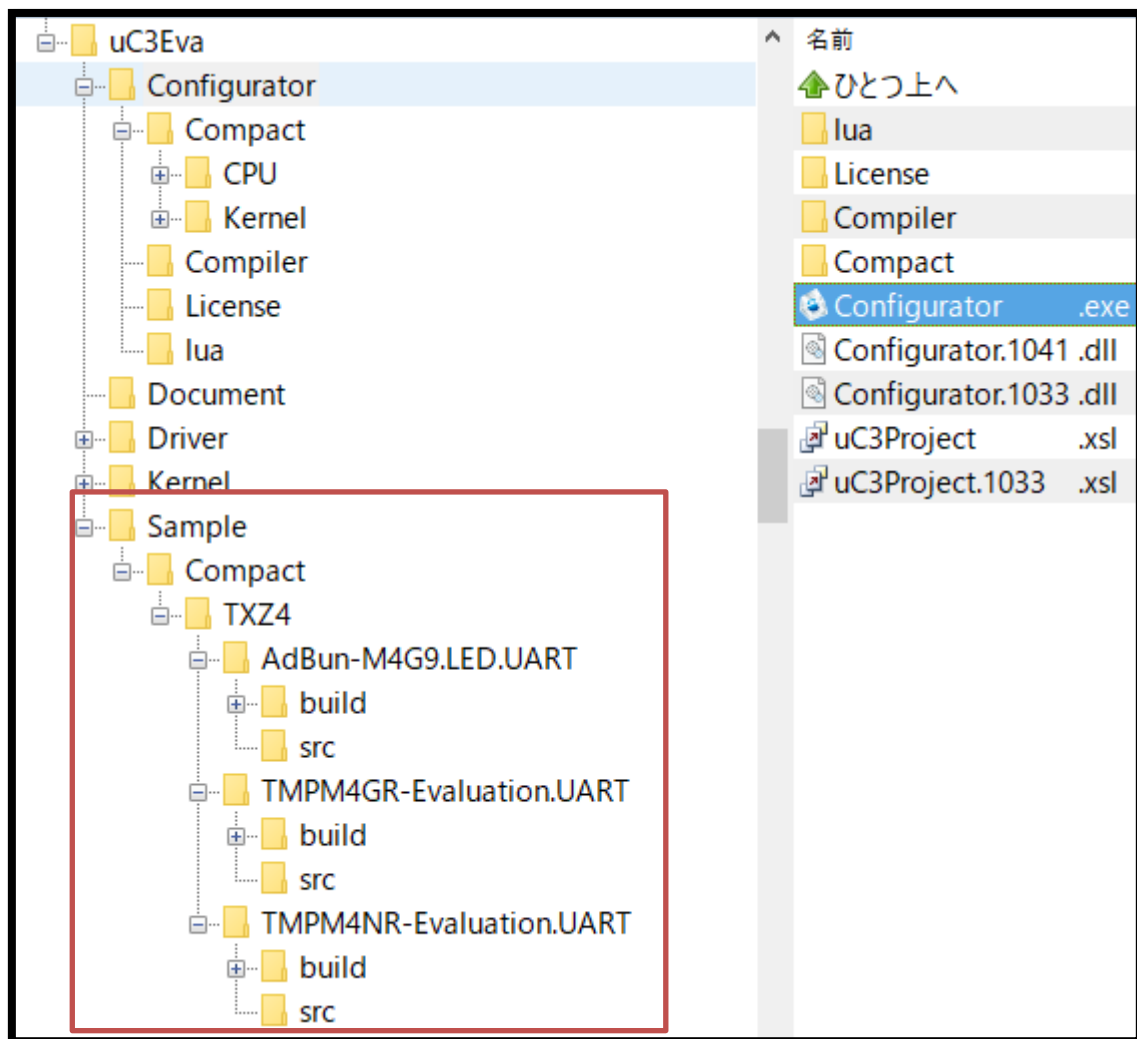 uC3Eva
Configurator
Compact
CPU
Kernel
Compiler
License
lua
Document
Driver
Kernel
Sample
Compact
TXZ4
AdBun-M4G9.LED.UART
build
src
TMPM4GR-Evaluation.UART
build
src
TMPM4NR-Evaluation.UART
build
src
名前
ひとつ上へ
lua
License
Compiler
Compact
Configurator .exe
Configurator.1041 .dll
Configurator.1033 .dll
uC3Project .xsl
uC3Project.1033 .xsl